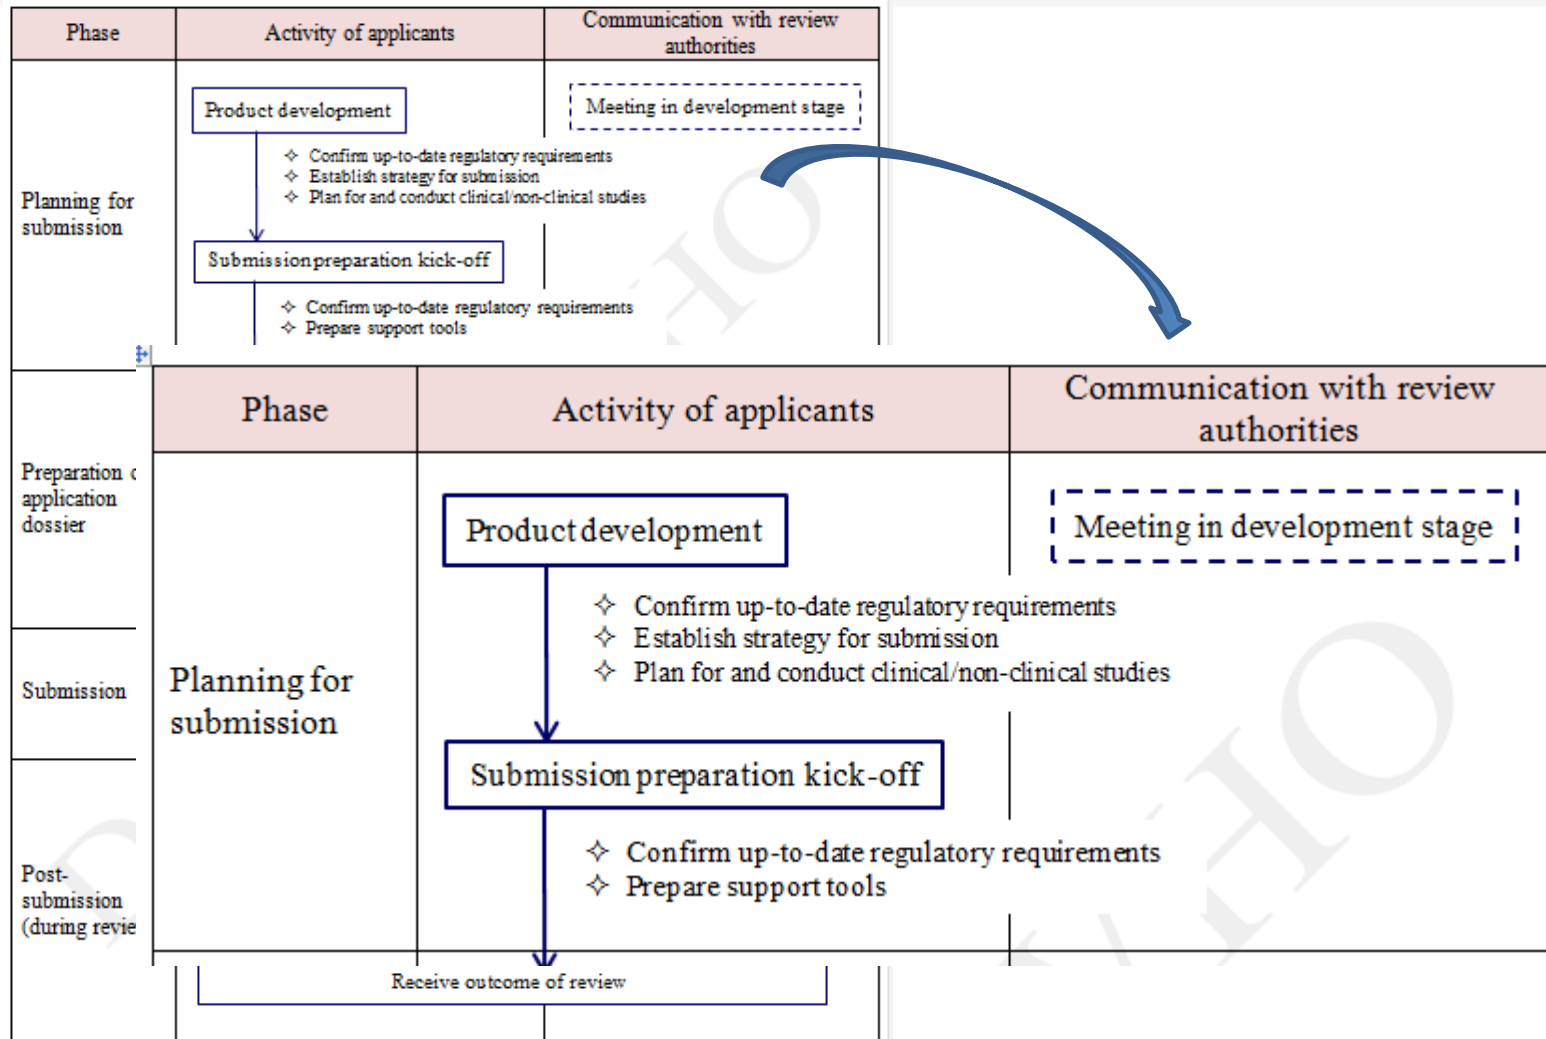 Phase
Activity of applicants
Communication with review
authorities
Product development
Meeting in development stage
✧ Confirm up-to-date regulatory requirements
✧ Establish strategy for submission
✧ Plan for and conduct clinical/non-clinical studies
Planning for
submission
Submission preparation kick-off
✧ Confirm up-to-date regulatory requirements
✧ Prepare support tools
Preparation
application
dossier
Submission
Post-
submission
(during revie
Phase
Activity of applicants
Communication with review
authorities
Product development
Meeting in development stage
✧ Confirm up-to-date regulatory requirements
✧ Establish strategy for submission
✧ Plan for and conduct clinical/non-clinical studies
Planning for
submission
Submission preparation kick-off
✧ Confirm up-to-date regulatory requirements
✧ Prepare support tools
Receive outcome of review